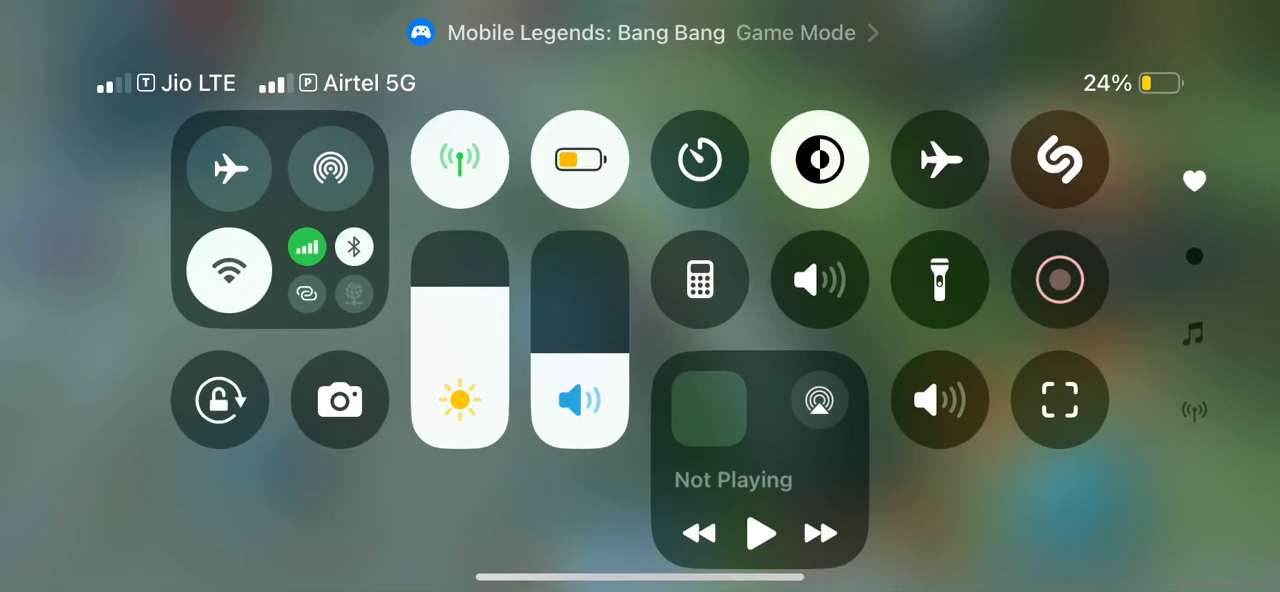 Mobile Legends: Bang Bang Game Mode
T Jio LTE P Airtel 5G 24%
Not Playing